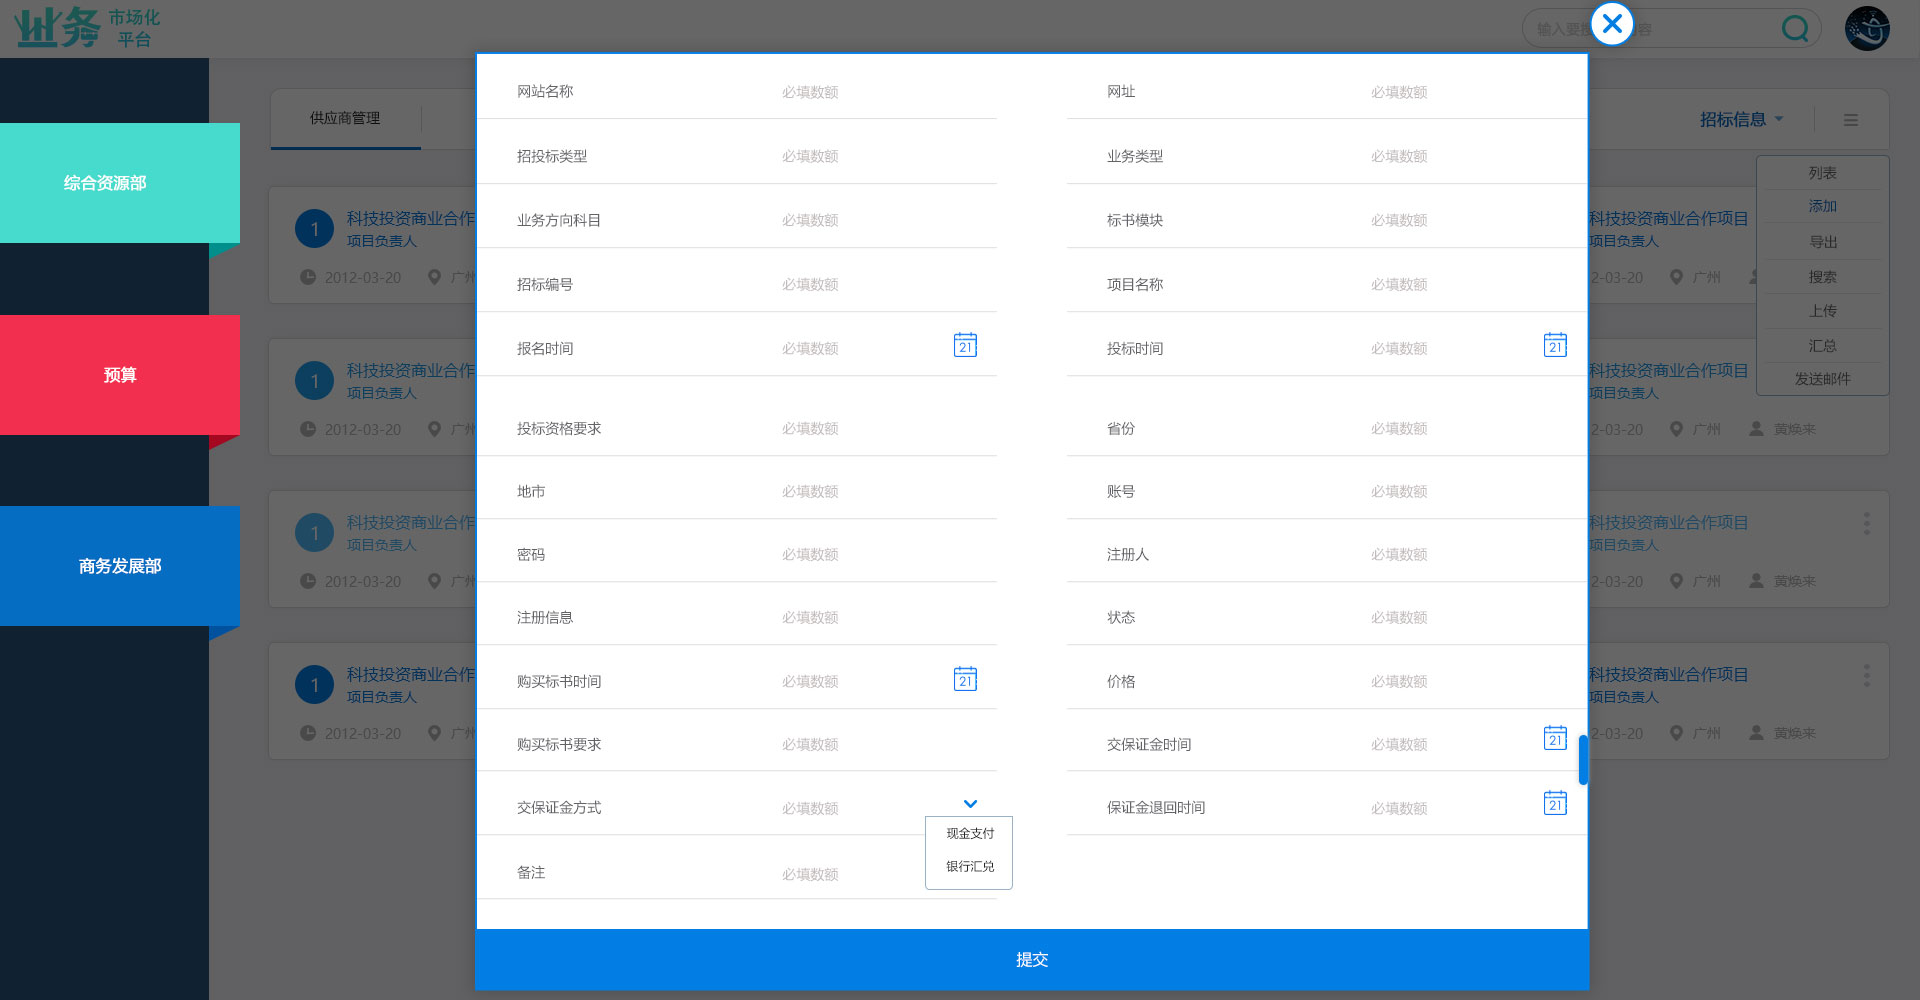 业务 市场化
平台
输入要搜 容
供应商管理
招标信息
综合资源部
预算
商务发展部
1
科技投资商业合作
项目负责人
2012-03-20
广州
1
科技投资商业合作
项目负责人
2012-03-20
广州
1
科技投资商业合作
项目负责人
2012-03-20
广州
1
科技投资商业合作
项目负责人
2012-03-20
广州
网站名称 必填数额 网址 必填数额
招投标类型 必填数额 业务类型 必填数额
业务方向科目 必填数额 标书模块 必填数额
招标编号 必填数额 项目名称 必填数额
报名时间 必填数额 21 投标时间 必填数额 21
投标资格要求 必填数额 省份 必填数额
地市 必填数额 账号 必填数额
密码 必填数额 注册人 必填数额
注册信息 必填数额 状态 必填数额
购买标书时间 必填数额 21 价格 必填数额
购买标书要求 必填数额 交保证金时间 必填数额 21
交保证金方式 必填数额 保证金退回时间 必填数额 21
现金支付
银行汇兑
备注 必填数额
提交
科技投资商业合作项目
项目负责人
2-03-20 广州
科技投资商业合作项目
项目负责人
2-03-20 广州 黄焕来
科技投资商业合作项目
项目负责人
2-03-20 广州 黄焕来
科技投资商业合作项目
项目负责人
2-03-20 广州 黄焕来
列表
添加
导出
搜索
上传
汇总
发送邮件